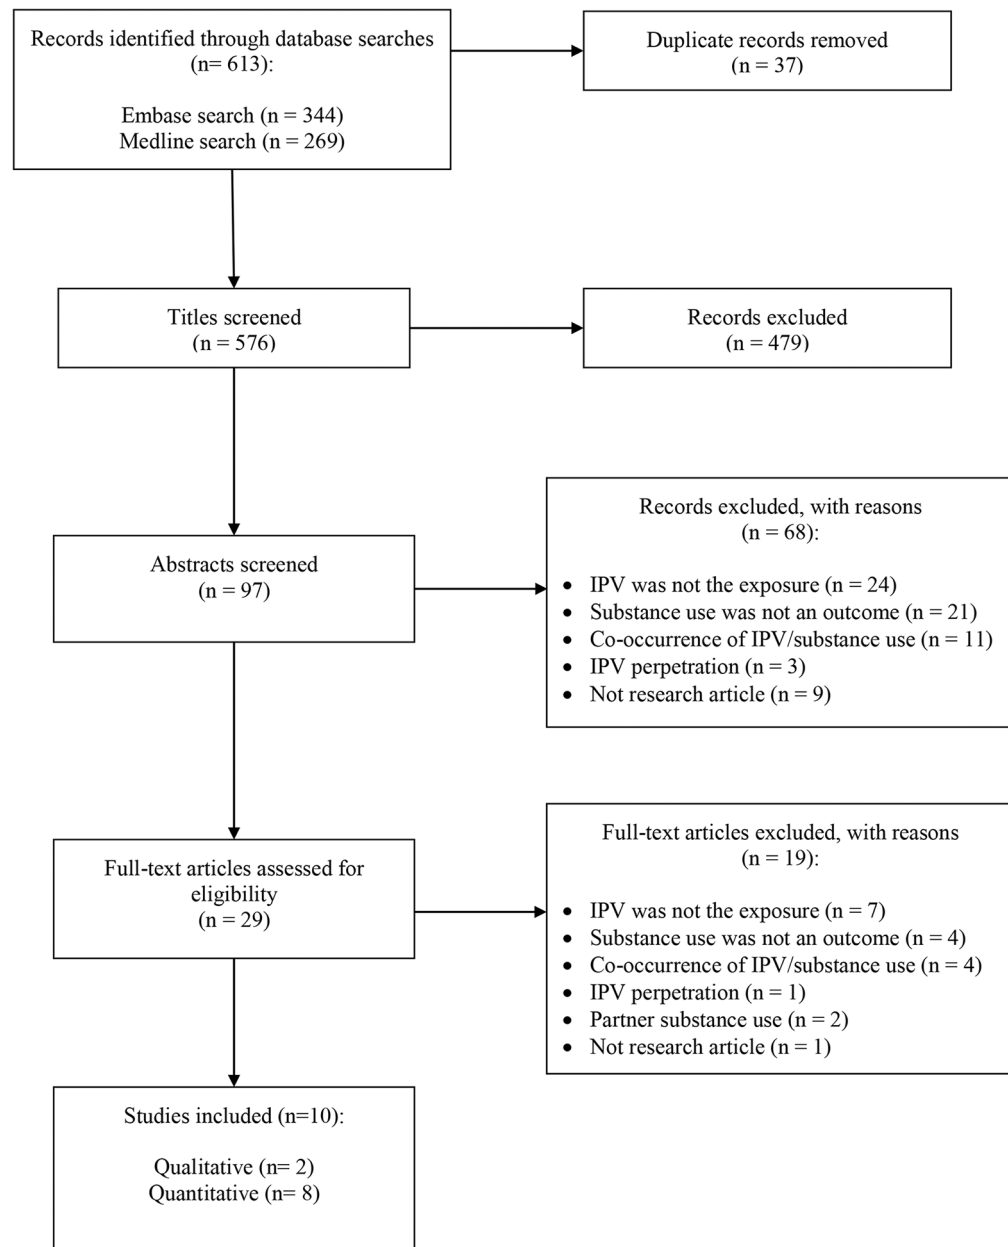 Records identified through database searches
(n= 613):
Embase search (n = 344)
Medline search (n = 269)
Duplicate records removed
(n = 37)
Titles screened
(n = 576)
Records excluded
(n = 479)
Abstracts screened
(n = 97)
Records excluded, with reasons
(n = 68):
• IPV was not the exposure (n = 24)
• Substance use was not an outcome (n = 21)
• Co-occurrence of IPV/substance use (n = 11)
• IPV perpetration (n = 3)
• Not research article (n = 9)
Full-text articles assessed for
eligibility
(n = 29)
Full-text articles excluded, with reasons
(n = 19):
• IPV was not the exposure (n = 7)
• Substance use was not an outcome (n = 4)
• Co-occurrence of IPV/substance use (n = 4)
• IPV perpetration (n = 1)
• Partner substance use (n = 2)
• Not research article (n = 1)
Studies included (n=10):
Qualitative (n= 2)
Quantitative (n= 8)